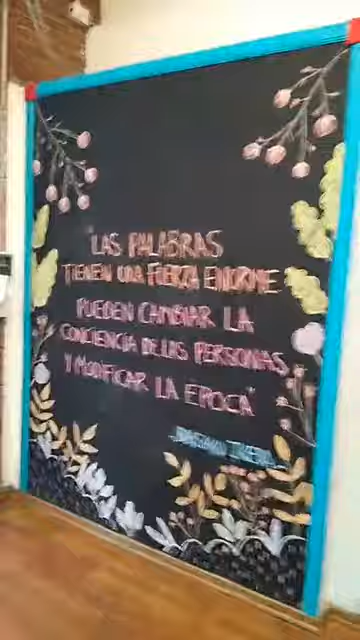 "LAS PALABRAS
TIENEN UNA FUERZA ENORME
PUEDEN CAMBIAR LA
CONCIENCIA DE LAS PERSONAS
Y MODIFICAR LA EPOCA"